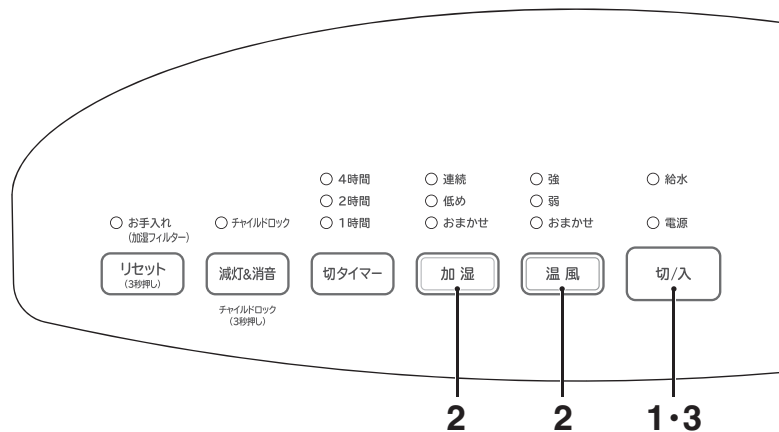 4時間
2時間
1時間
連続
低め
おまかせ
強
弱
おまかせ
給水
電源
お手入れ
(加湿フィルター)
チャイルドロック
リセット
(3秒押し)
減灯&消音
切タイマー
加湿
温風
切/入
チャイルドロック
(3秒押し)
2
2
1・3